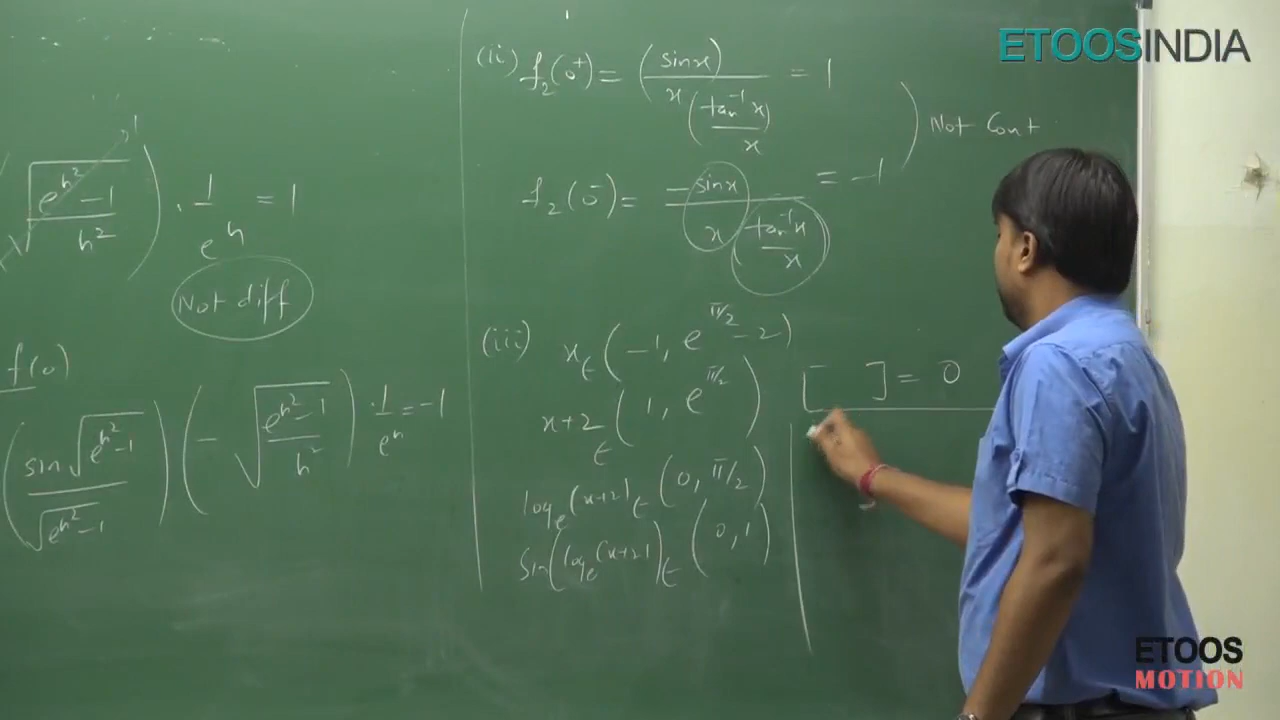 √((e^(h²) - 1)/h²) · 1/e^h = 1
Not diff
f(0)
(sin√(e^(h²) - 1)/√(e^(h²) - 1)) (-√((e^(h²) - 1)/h²)) · 1/e^h = -1
(ii) f₂(0⁺) = (sin x)/(x (tan⁻¹x/x)) = 1
Not Cont
f₂(0⁻) = -sin x/(x (tan⁻¹x/x)) = -1
(iii) x ∈ (-1, e^(π/2) - 2)
x+2 ∈ (1, e^(π/2))
[ ] = 0
log_e(x+2) ∈ (0, π/2)
Sin(log_e(x+2)) ∈ (0, 1)
ETOOSINDIA
ETOOS
MOTION